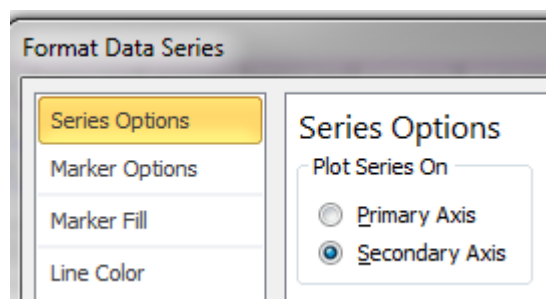 Format Data Series
Series Options
Marker Options
Marker Fill
Line Color
Series Options
Plot Series On
Primary Axis
Secondary Axis